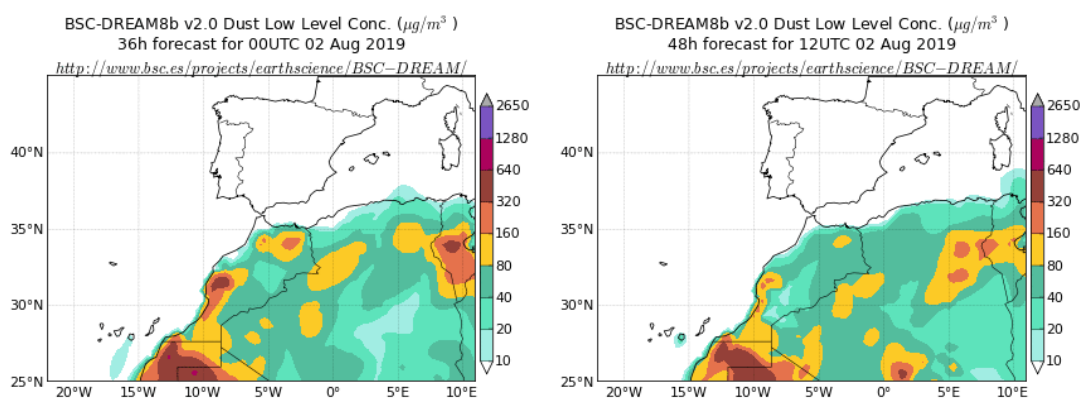 BSC-DREAM8b v2.0 Dust Low Level Conc. (μg/m³ )
36h forecast for 00UTC 02 Aug 2019
http://www.bsc.es/projects/earthscience/BSC-DREAM/
40°N
35°N
30°N
25°N
20°W
15°W
10°W
5°W
0°
5°E
10°E
2650
1280
640
320
160
80
40
20
10
BSC-DREAM8b v2.0 Dust Low Level Conc. (μg/m³ )
48h forecast for 12UTC 02 Aug 2019
http://www.bsc.es/projects/earthscience/BSC-DREAM/
40°N
35°N
30°N
25°N
20°W
15°W
10°W
5°W
0°
5°E
10°E
2650
1280
640
320
160
80
40
20
10